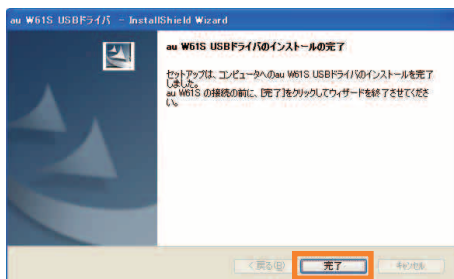 au W61S USBドライバ - InstallShield Wizard
au W61S USBドライバのインストールの完了
セットアップは、コンピュータへのau W61S USBドライバのインストールを完了
しました。
au W61S の接続の前に、[完了]をクリックしてウィザードを終了させてくださ
い。
< 戻る(B)
完了
キャンセル